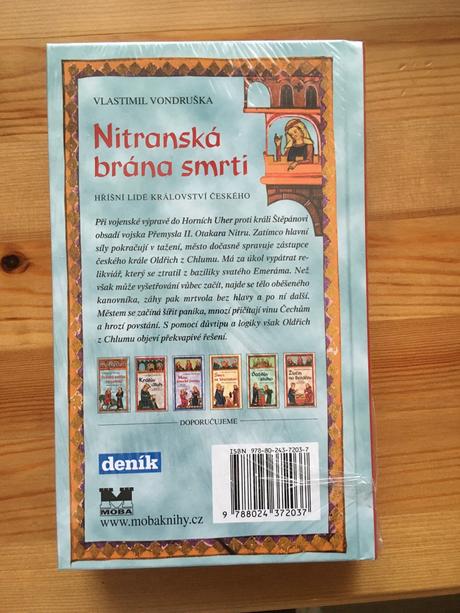 VLASTIMIL VONDRUŠKA
Nitranská
brána smrti
HŘÍŠNÍ LIDÉ KRÁLOVSTVÍ ČESKÉHO
Při vojenské výpravě do Horních Uher proti králi Štěpánovi
obsadí vojska Přemysla II. Otakara Nitru. Zatímco hlavní
síly pokračují v tažení, město dočasně spravuje zástupce
českého krále Oldřich z Chlumu. Má za úkol vypátrat re-
likviář, který se ztratil z baziliky svatého Emeráma. Než
však může vyšetřování vůbec začít, najde se tělo oběšeného
kanovníka, záhy pak mrtvola bez hlavy a po ní další.
Městem se začíná šířit panika, mnozí přičítají vinu Čechům
a hrozí povstání. S pomocí důvtipu a logiky však Oldřich
z Chlumu objeví překvapivé řešení.
DOPORUČUJEME
deník
MOBA
www.mobaknihy.cz
ISBN 978-80-243-7203-7
9 788024 372037